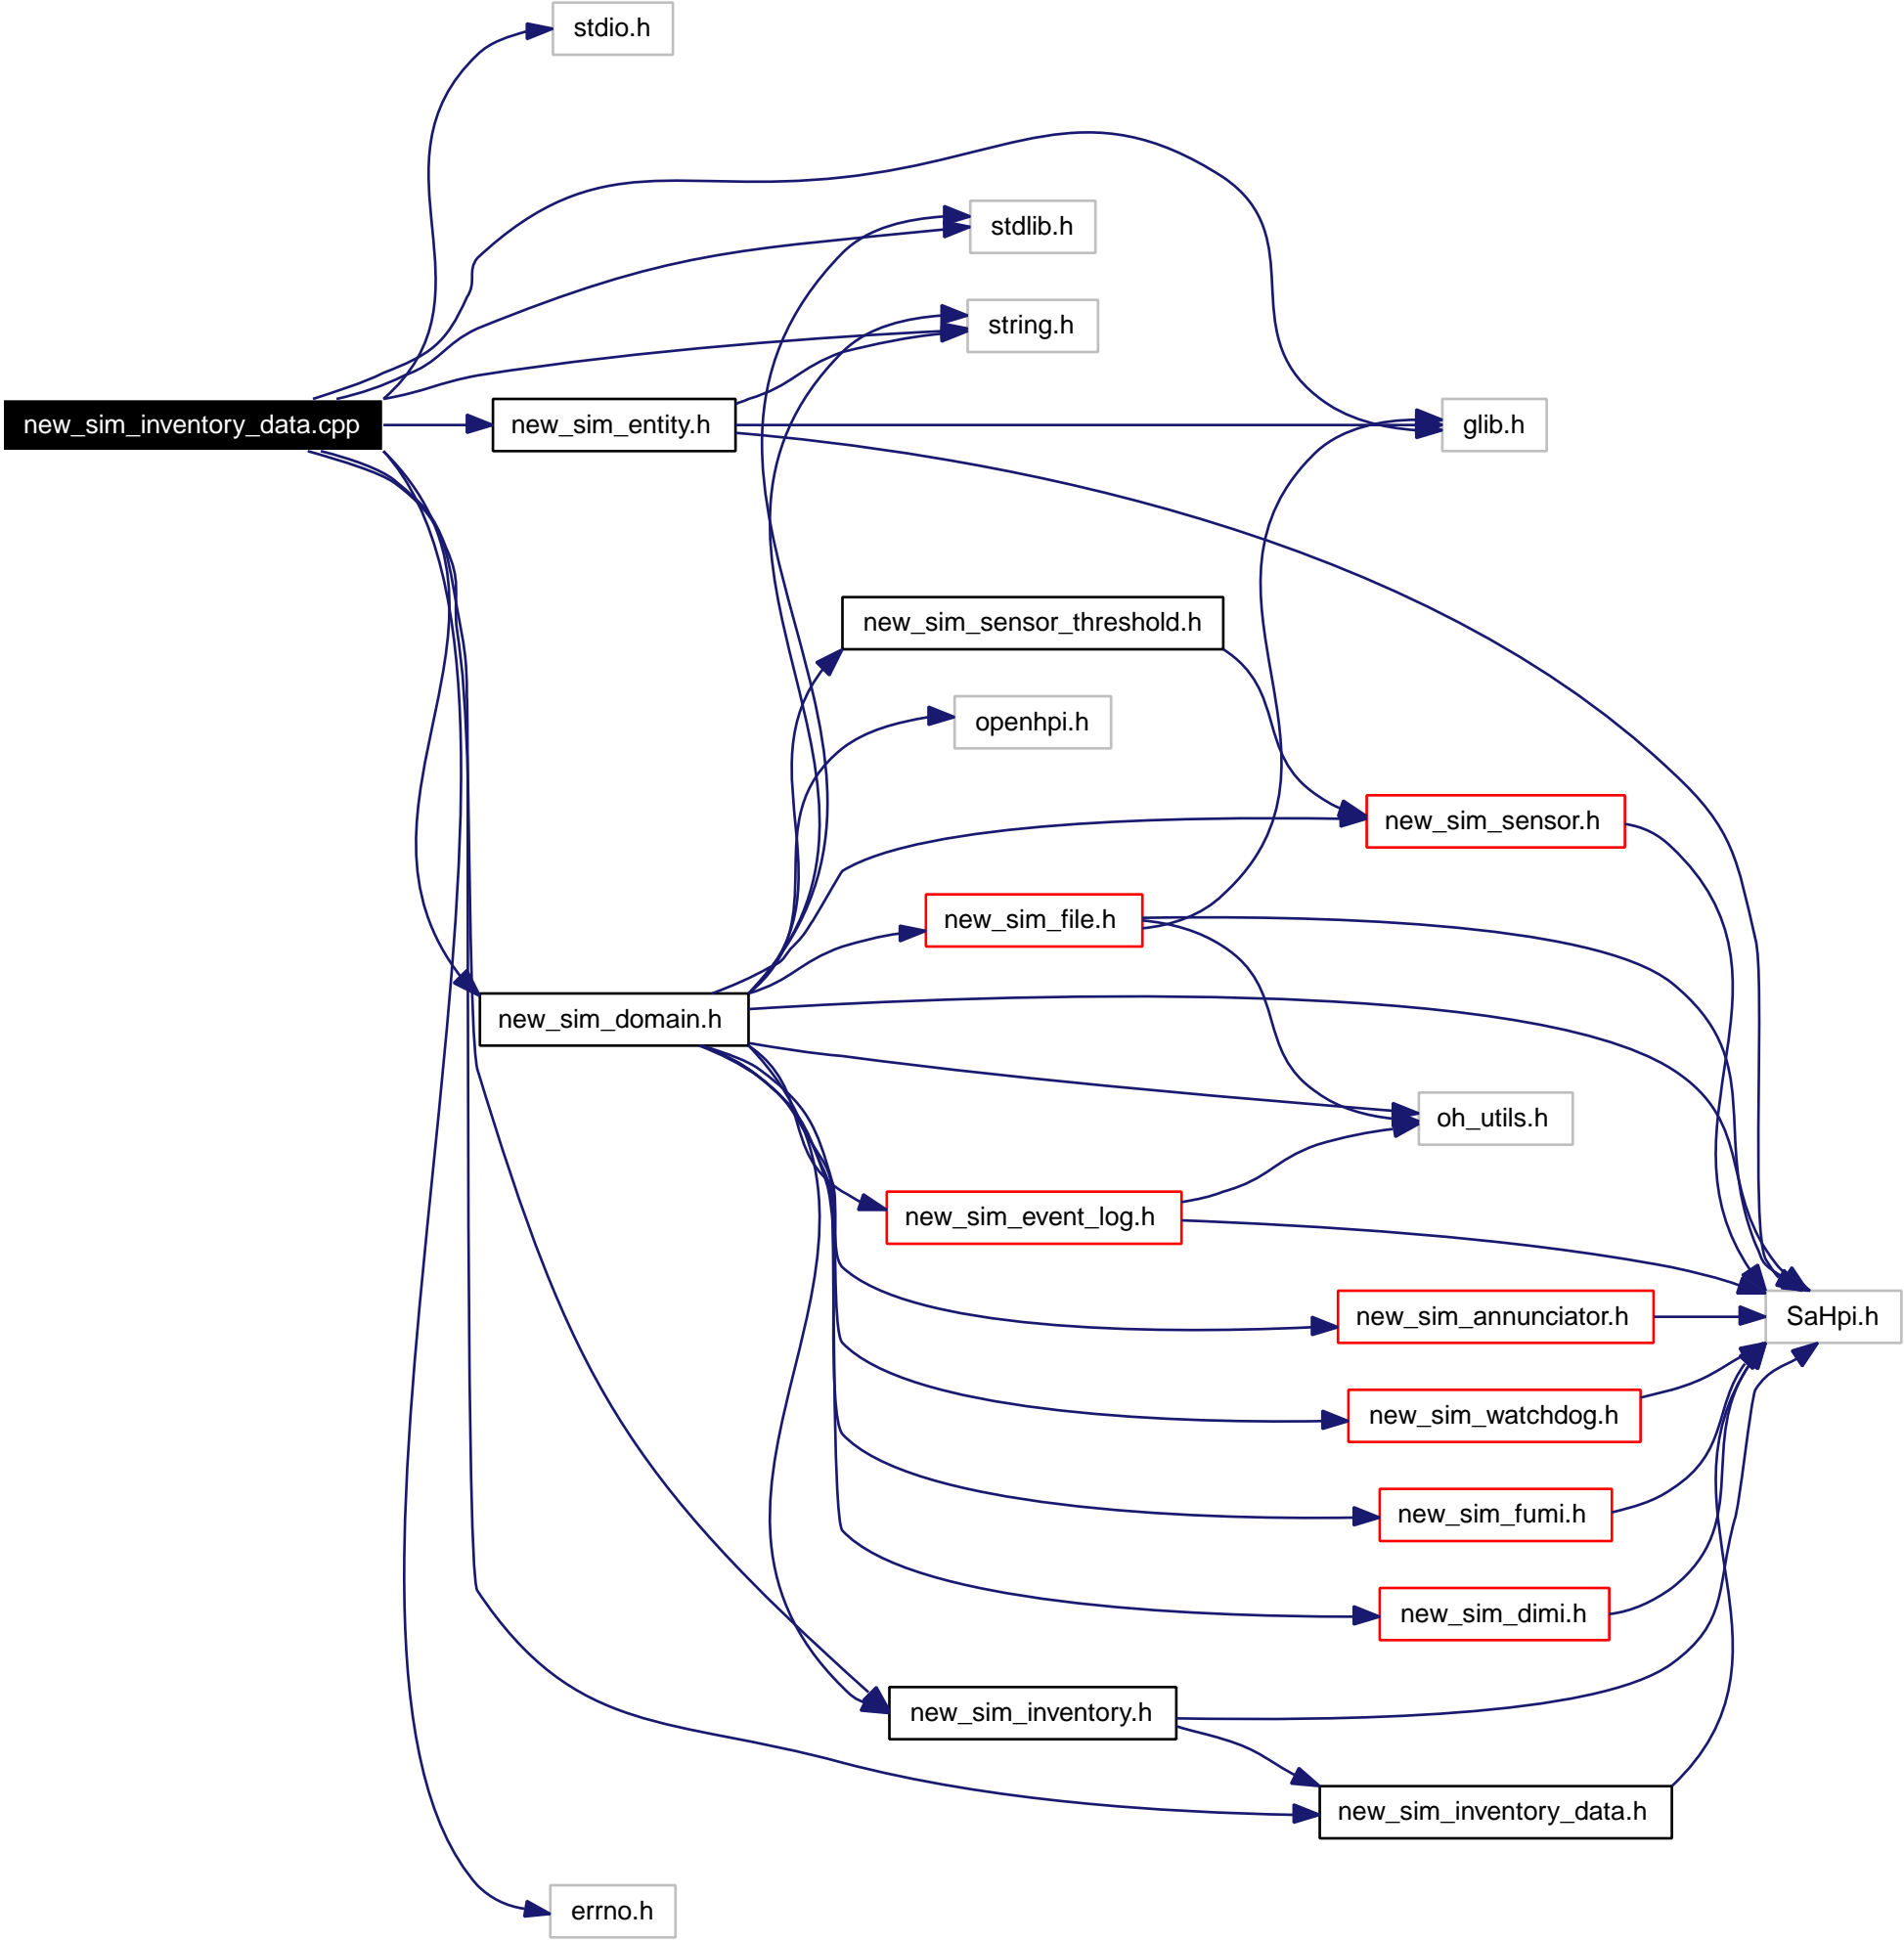 stdio.h
stdlib.h
string.h
new_sim_inventory_data.cpp
new_sim_entity.h
glib.h
new_sim_sensor_threshold.h
openhpi.h
new_sim_sensor.h
new_sim_file.h
new_sim_domain.h
oh_utils.h
new_sim_event_log.h
new_sim_annunciator.h
SaHpi.h
new_sim_watchdog.h
new_sim_fumi.h
new_sim_dimi.h
new_sim_inventory.h
new_sim_inventory_data.h
errno.h